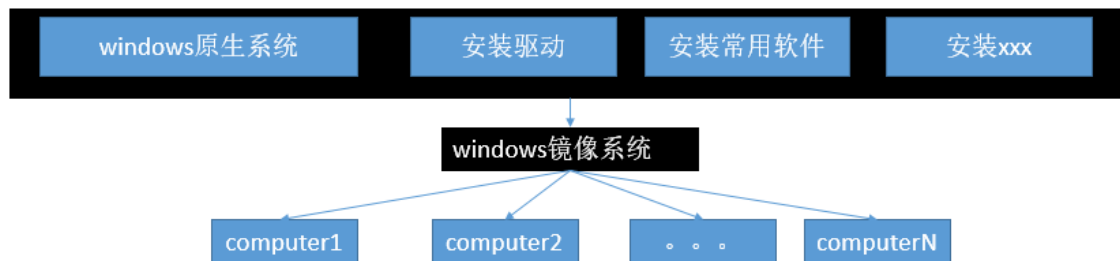 windows原生系统
安装驱动
安装常用软件
安装xxx
windows镜像系统
computer1
computer2
。。。
computerN